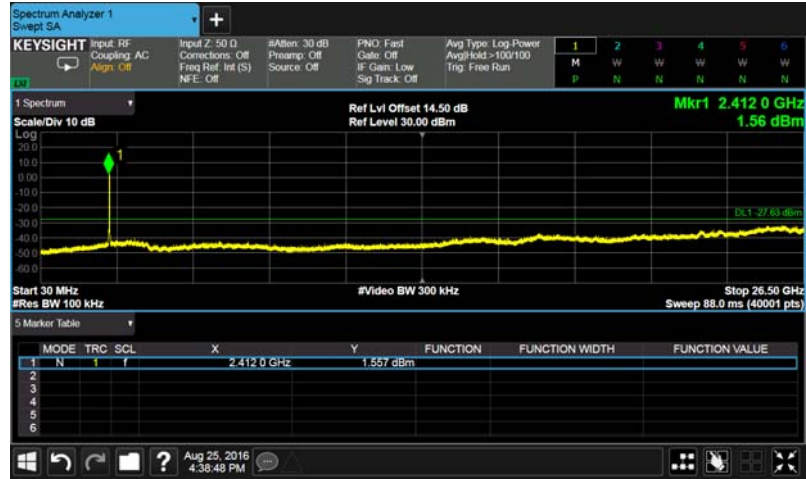 Spectrum Analyzer 1
Swept SA
+
KEYSIGHT
Input: RF
Coupling: AC
Align: Off
Input Z: 50 Ω
Corrections: Off
Freq Ref: Int (S)
NFE: Off
#Atten: 30 dB
Preamp: Off
Source: Off
PNO: Fast
Gate: Off
IF Gain: Low
Sig Track: Off
Avg Type: Log-Power
Avg|Hold:>100/100
Trig: Free Run
1 2 3 4 5 6
M W W W W W
P N N N N N
LXI
1 Spectrum
Scale/Div 10 dB
Ref Lvl Offset 14.50 dB
Ref Level 30.00 dBm
Mkr1 2.412 0 GHz
1.56 dBm
Log
20.0
10.0
0.00
-10.0
-20.0
-30.0
-40.0
-50.0
-60.0
1
DL1 -27.63 dBm
Start 30 MHz
#Res BW 100 kHz
#Video BW 300 kHz
Stop 26.50 GHz
Sweep 88.0 ms (40001 pts)
5 Marker Table
MODE TRC SCL X Y FUNCTION FUNCTION WIDTH FUNCTION VALUE
1 N 1 f 2.412 0 GHz 1.557 dBm
2
3
4
5
6
?
Aug 25, 2016
4:38:48 PM